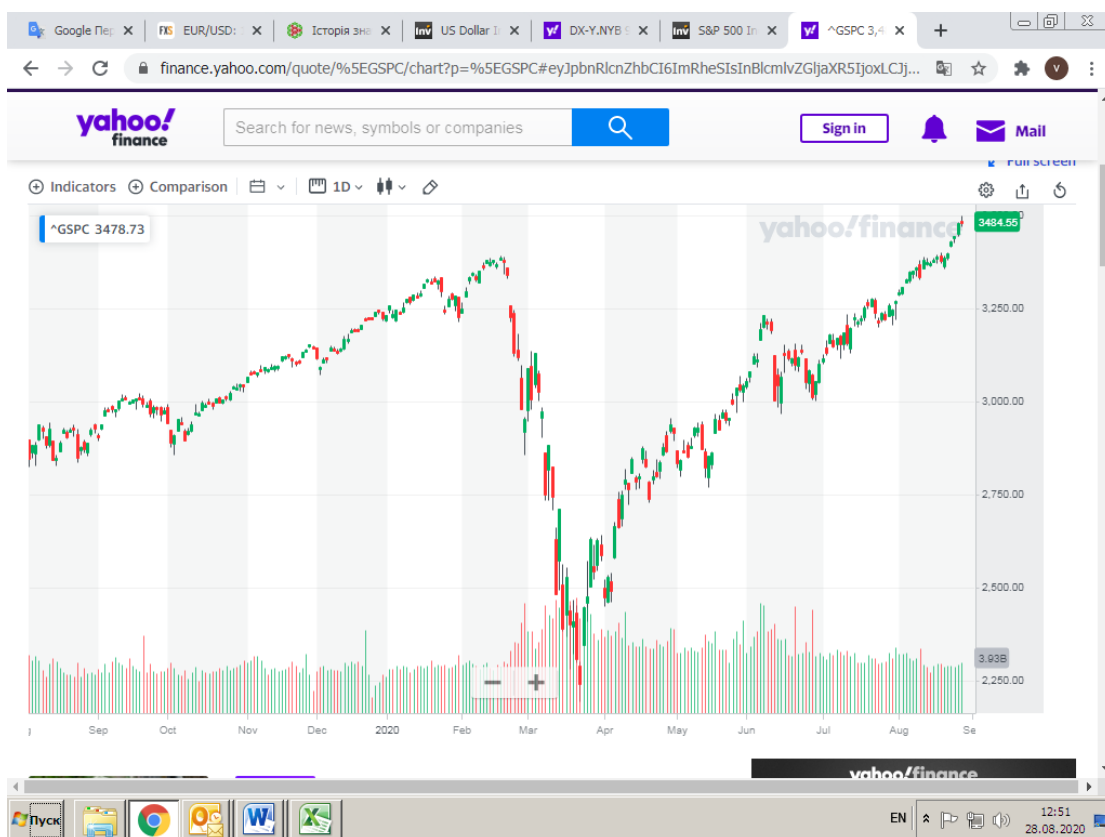 Google Пер
EUR/USD:
Історія зна
US Dollar I
DX-Y.NYB 9
S&P 500 In
^GSPC 3,4
finance.yahoo.com/quote/%5EGSPC/chart?p=%5EGSPC#eyJpbnRlcnZhbCI6ImRheSIsInBlcmlvZGljaXR5IjoxLCJj...
V
yahoo!
finance
Search for news, symbols or companies
Sign in
Mail
Full screen
Indicators
Comparison
1D
^GSPC 3478.73
yahoo!finance
3484.55
3,250.00
3,000.00
2,750.00
2,500.00
3.93B
2,250.00
Sep Oct Nov Dec 2020 Feb Mar Apr May Jun Jul Aug Se
yahoo!finance
Пуск
EN
12:51
28.08.2020